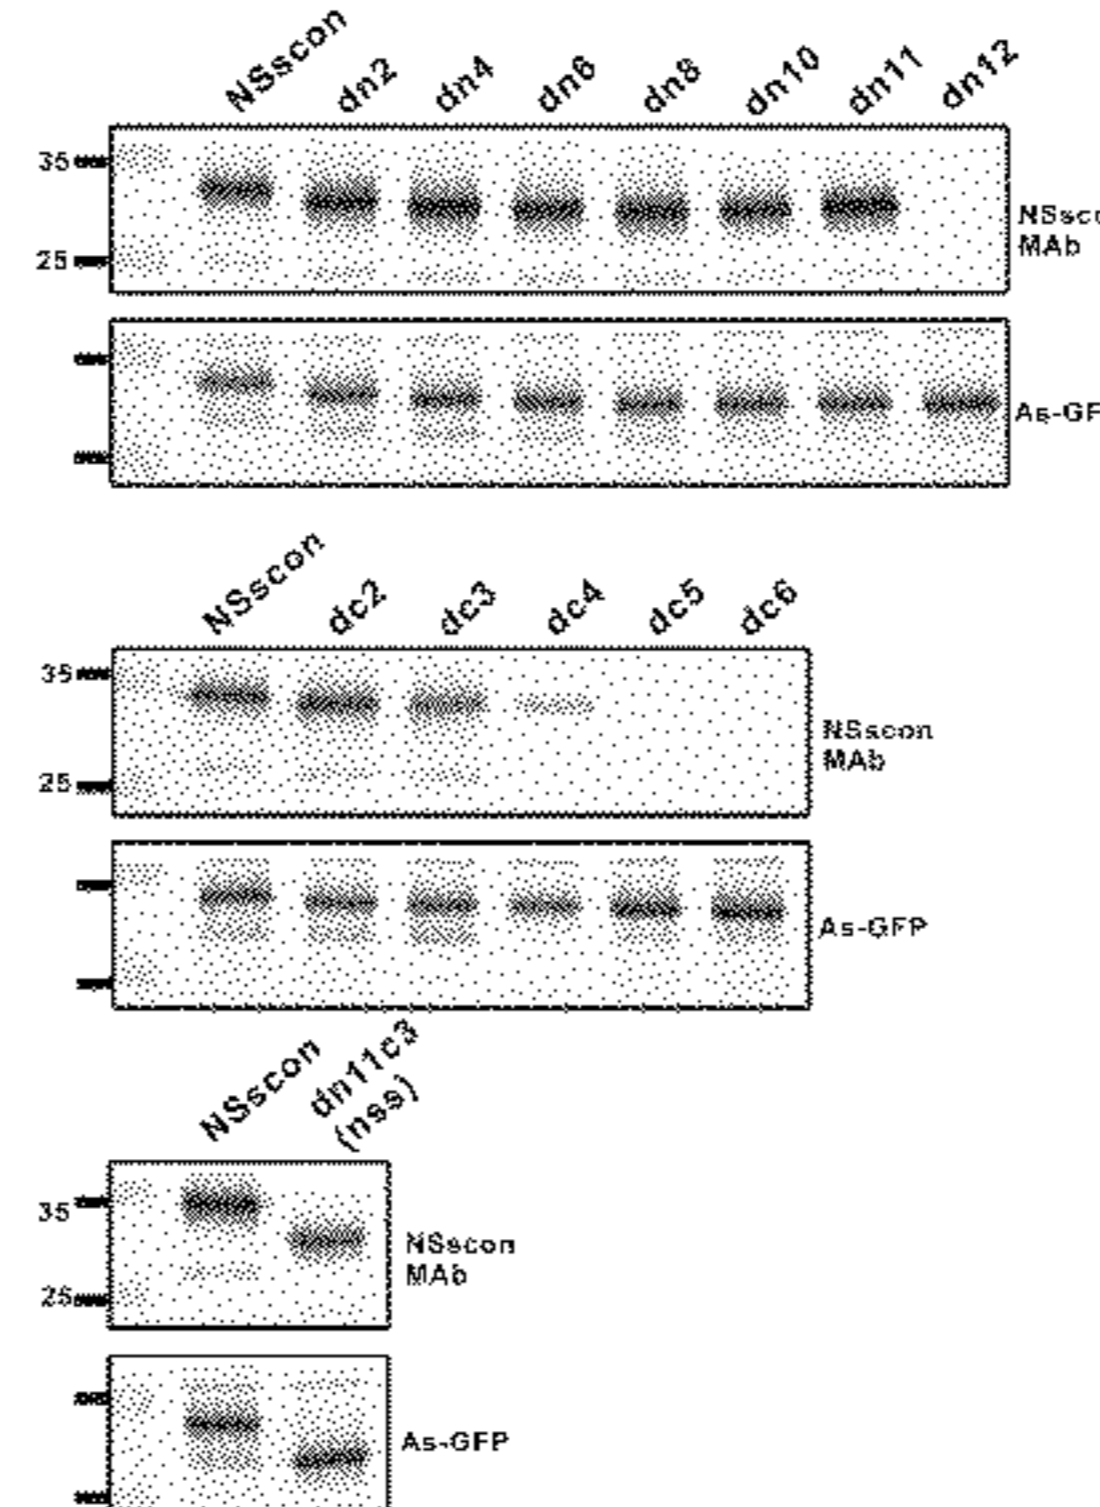 NSscon dn2 dn4 dn6 dn8 dn10 dn11 dn12
35
25
NSsco
MAb
As-GF
NSscon dc2 dc3 dc4 dc5 dc6
35
25
NSscon
MAb
As-GFP
NSscon dn11c3
(nss)
35
25
NSscon
MAb
As-GFP